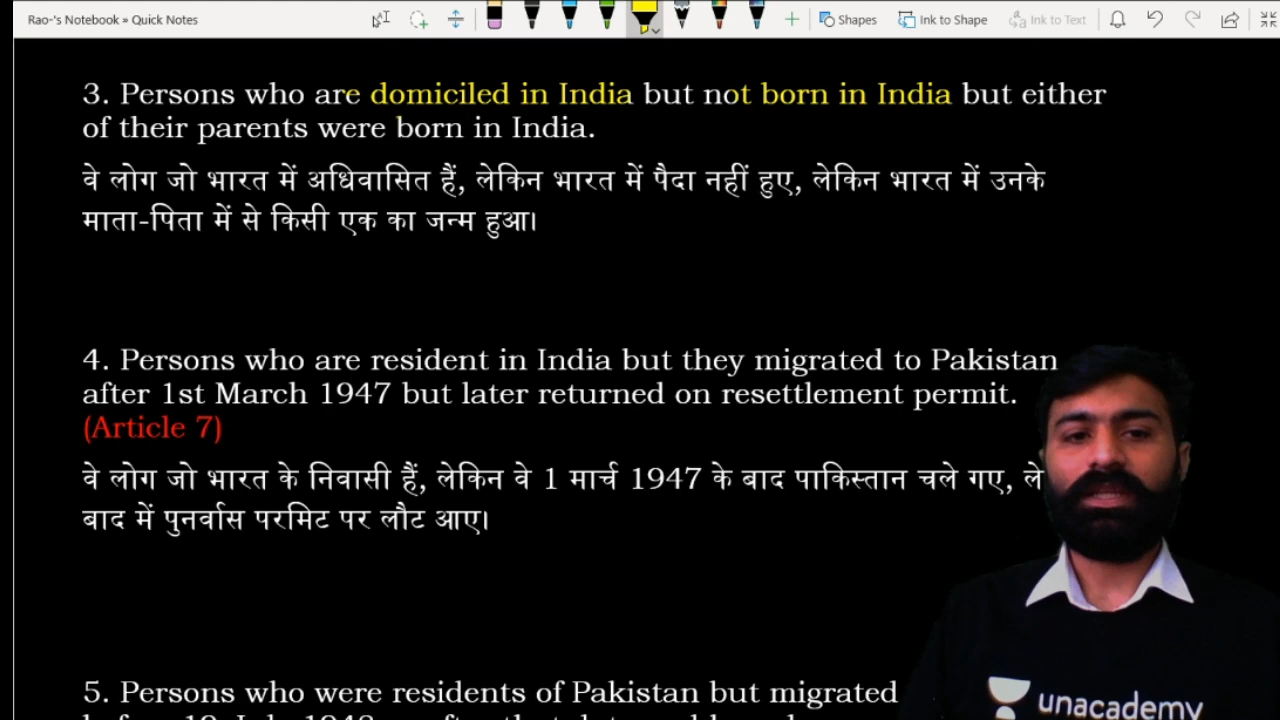 Rao-'s Notebook » Quick Notes
Shapes
Ink to Shape
Ink to Text
3. Persons who are domiciled in India but not born in India but either
of their parents were born in India.
वे लोग जो भारत में अधिवासित हैं, लेकिन भारत में पैदा नहीं हुए, लेकिन भारत में उनके
माता-पिता में से किसी एक का जन्म हुआ।
4. Persons who are resident in India but they migrated to Pakistan
after 1st March 1947 but later returned on resettlement permit.
(Article 7)
वे लोग जो भारत के निवासी हैं, लेकिन वे 1 मार्च 1947 के बाद पाकिस्तान चले गए, ले
बाद में पुनर्वास परमिट पर लौट आए।
5. Persons who were residents of Pakistan but migrated
unacademy